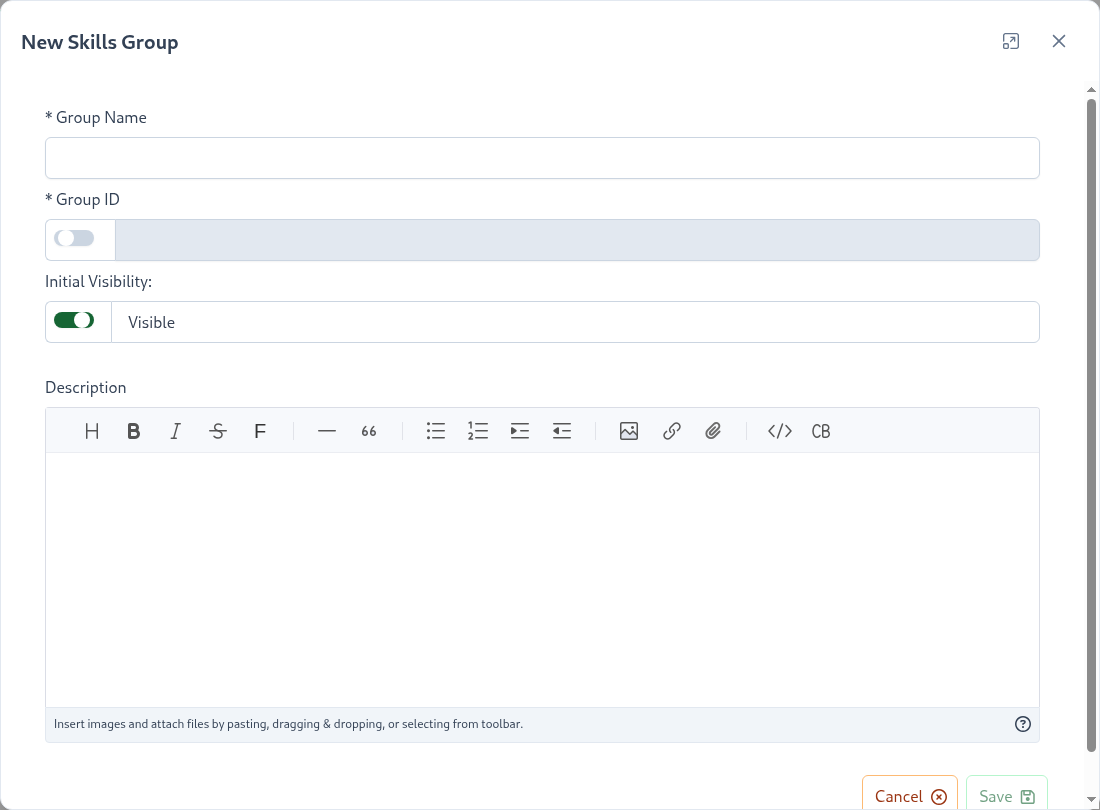 New Skills Group
* Group Name
* Group ID
Initial Visibility:
Visible
Description
H B I S F 66 CB
Insert images and attach files by pasting, dragging & dropping, or selecting from toolbar.
Cancel Save